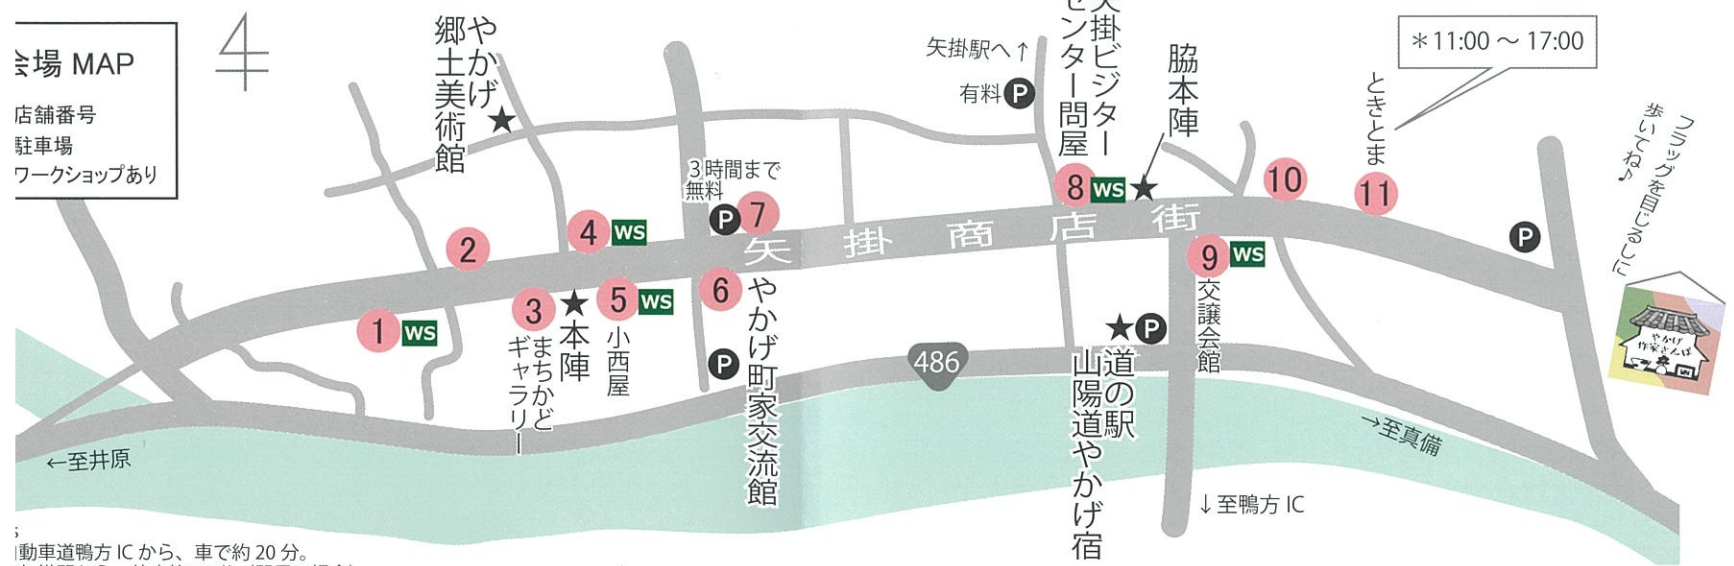 会場 MAP
店舗番号
駐車場
ワークショップあり
やかげ
郷土美術館
矢掛駅へ↑
有料 P
矢掛ビジター
センター問屋
脇本陣
＊11:00 〜 17:00
ときとま
フラッグを目じるしに
歩いてね♪
やかげ
作家さんぽ
3時間まで
無料
P
1 WS
2
3
4 WS
5 WS
6
7
8 WS
9 WS
10
11
矢掛商店街
P
本陣
まちかど
ギャラリー
小西屋
P
やかげ町家交流館
486
P
道の駅
山陽道やかげ宿
交譲会館
←至井原
→至真備
↓至鴨方 IC
動車道鴨方 IC から、車で約 20 分。